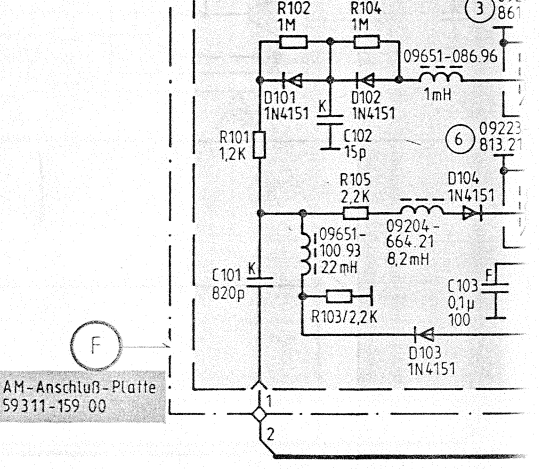 R102
1M
R104
1M
3
861
09651-086.96
1mH
D101
1N4151
D102
1N4151
K
C102
15p
R101
1,2K
6
09223
813.21
R105
2,2K
D104
1N4151
09651-
100.93
22mH
09204-
664.21
8,2mH
C101
K
820p
R103/2,2K
C103
F
0,1µ
100
D103
1N4151
F
AM-Anschluß-Platte
59311-159 00
1
2